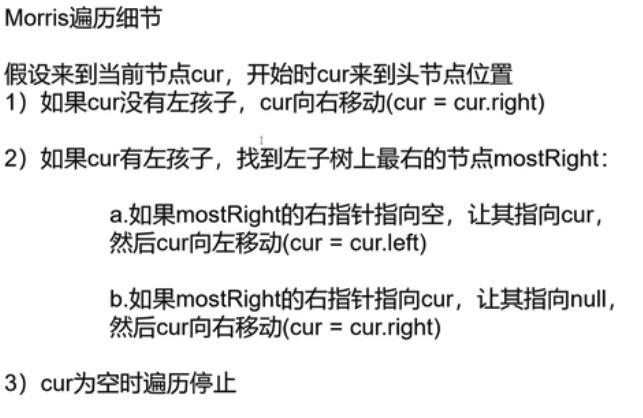 Morris遍历细节
假设来到当前节点cur，开始时cur来到头节点位置
1）如果cur没有左孩子，cur向右移动(cur = cur.right)
2）如果cur有左孩子，找到左子树上最右的节点mostRight：
a.如果mostRight的右指针指向空，让其指向cur，
然后cur向左移动(cur = cur.left)
b.如果mostRight的右指针指向cur，让其指向null，
然后cur向右移动(cur = cur.right)
3）cur为空时遍历停止